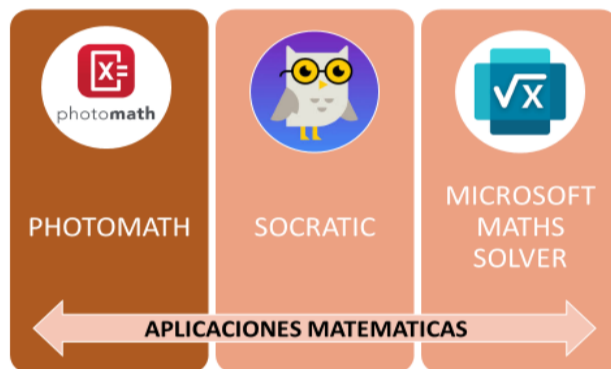 X=
photomath
√X
PHOTOMATH
SOCRATIC
MICROSOFT
MATHS
SOLVER
APLICACIONES MATEMATICAS